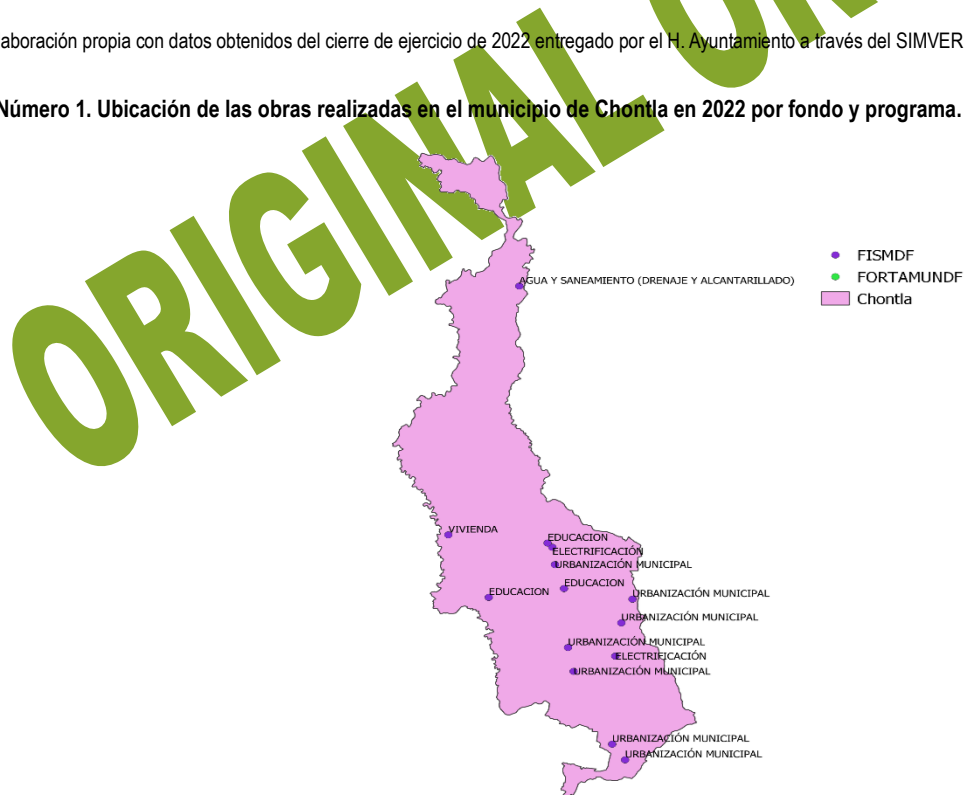 aboración propia con datos obtenidos del cierre de ejercicio de 2022 entregado por el H. Ayuntamiento a través del SIMVER
Número 1. Ubicación de las obras realizadas en el municipio de Chontla en 2022 por fondo y programa.
ORIGINAL
FISMDF
FORTAMUNDF
Chontla
AGUA Y SANEAMIENTO (DRENAJE Y ALCANTARILLADO)
VIVIENDA
EDUCACION
ELECTRIFICACIÓN
URBANIZACIÓN MUNICIPAL
EDUCACION
EDUCACION
URBANIZACIÓN MUNICIPAL
URBANIZACIÓN MUNICIPAL
URBANIZACIÓN MUNICIPAL
ELECTRIFICACIÓN
URBANIZACIÓN MUNICIPAL
URBANIZACIÓN MUNICIPAL
URBANIZACIÓN MUNICIPAL